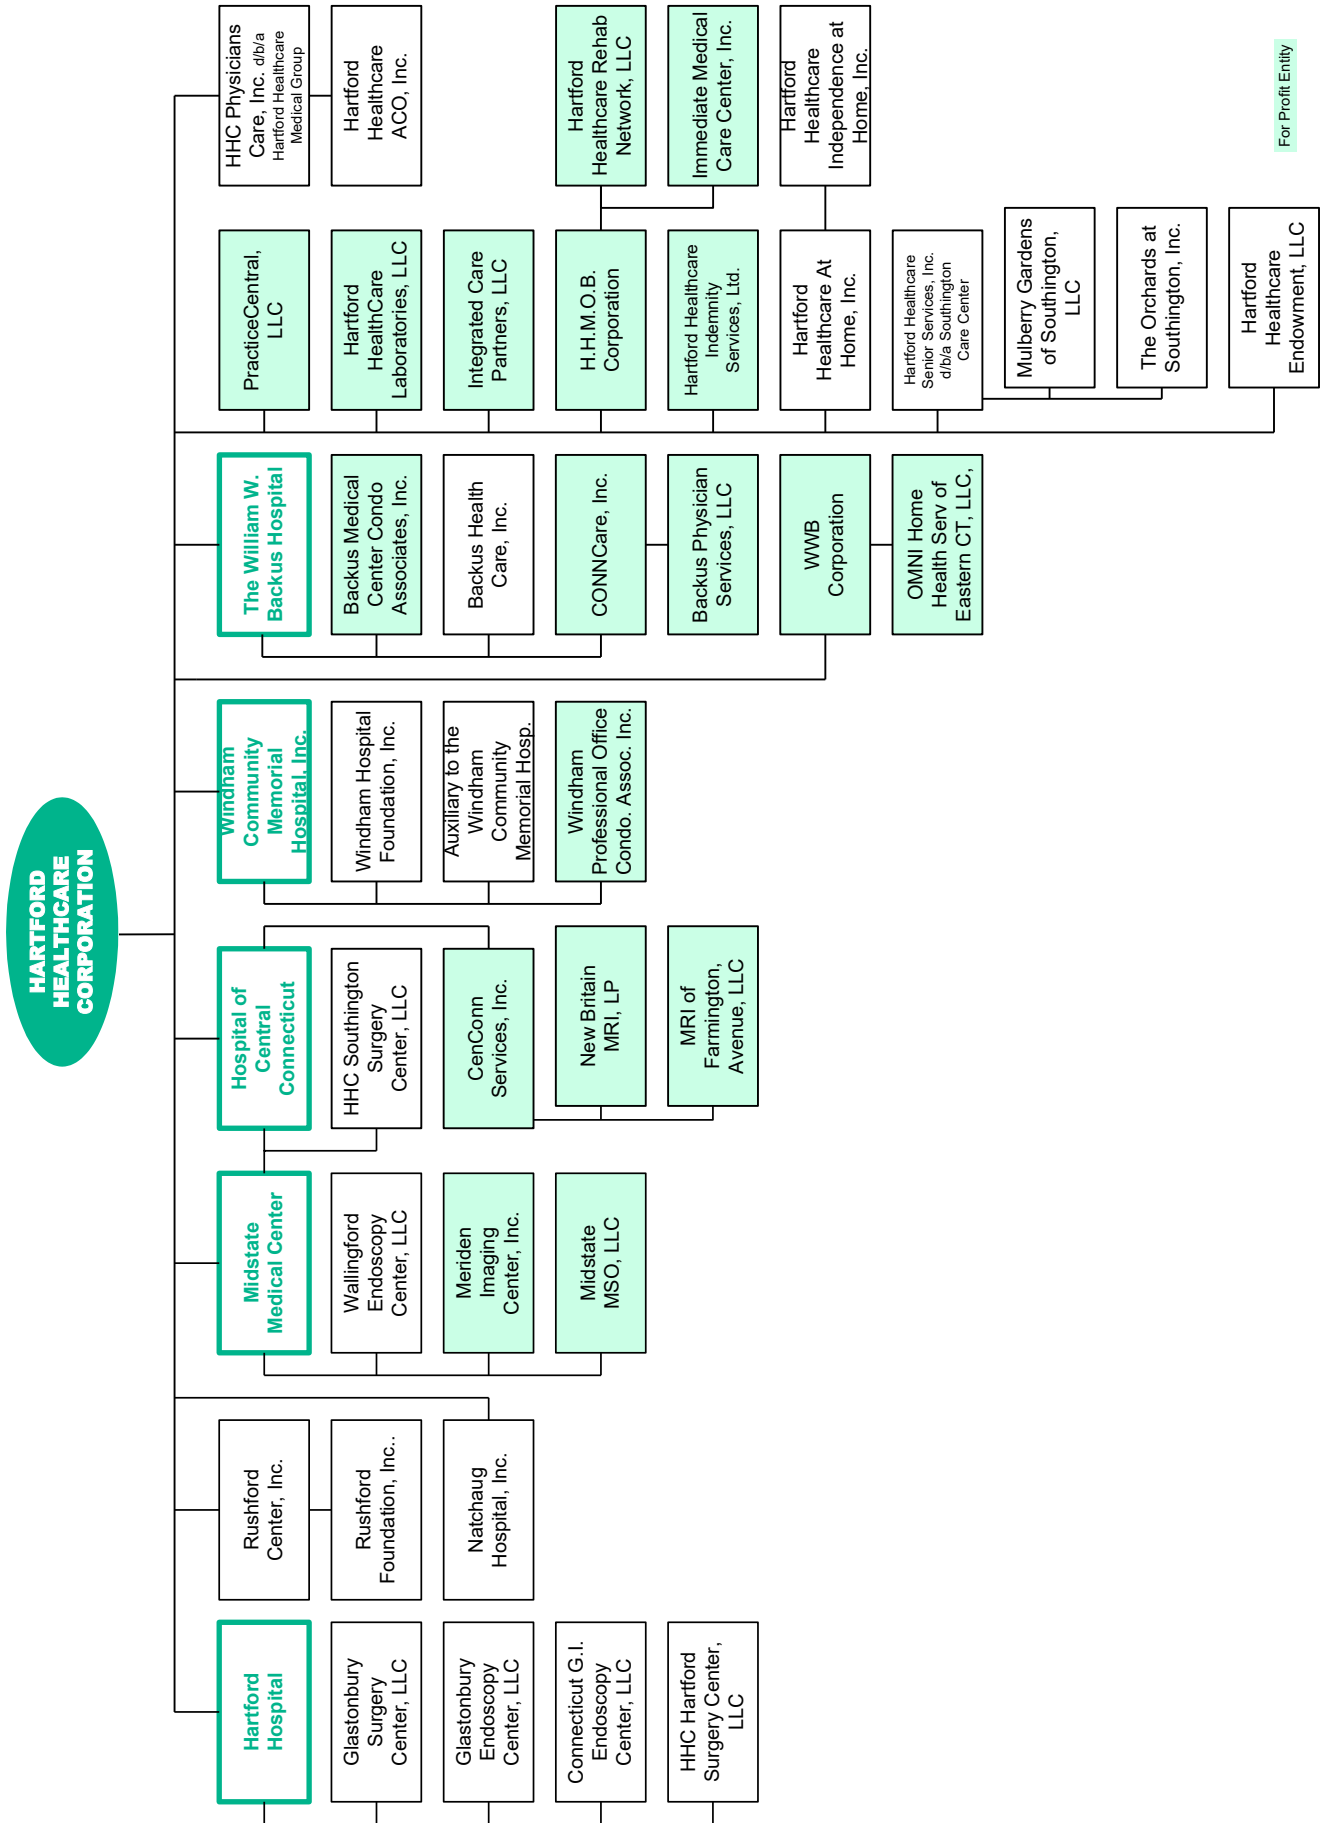 HARTFORD
HEALTHCARE
CORPORATION
Hartford
Hospital
Glastonbury
Surgery
Center, LLC
Glastonbury
Endoscopy
Center, LLC
Connecticut G.I.
Endoscopy
Center, LLC
HHC Hartford
Surgery Center,
LLC
Rushford
Center, Inc.
Rushford
Foundation, Inc..
Natchaug
Hospital, Inc.
Midstate
Medical Center
Wallingford
Endoscopy
Center, LLC
Meriden
Imaging
Center, Inc.
Midstate
MSO, LLC
Hospital of
Central
Connecticut
HHC Southington
Surgery
Center, LLC
CenConn
Services, Inc.
New Britain
MRI, LP
MRI of
Farmington,
Avenue, LLC
Windham
Community
Memorial
Hospital, Inc.
Windham Hospital
Foundation, Inc.
Auxiliary to the
Windham
Community
Memorial Hosp.
Windham
Professional Office
Condo. Assoc. Inc.
The William W.
Backus Hospital
Backus Medical
Center Condo
Associates, Inc.
Backus Health
Care, Inc.
CONNCare, Inc.
Backus Physician
Services, LLC
WWB
Corporation
OMNI Home
Health Serv of
Eastern CT, LLC,
PracticeCentral,
LLC
Hartford
HealthCare
Laboratories, LLC
Integrated Care
Partners, LLC
H.H.M.O.B.
Corporation
Hartford Healthcare
Indemnity
Services, Ltd.
Hartford
Healthcare At
Home, Inc.
Hartford Healthcare
Senior Services, Inc.
d/b/a Southington
Care Center
Mulberry Gardens
of Southington,
LLC
The Orchards at
Southington, Inc.
Hartford
Healthcare
Endowment, LLC
HHC Physicians
Care, Inc. d/b/a
Hartford Healthcare
Medical Group
Hartford
Healthcare
ACO, Inc.
Hartford
Healthcare Rehab
Network, LLC
Immediate Medical
Care Center, Inc.
Hartford
Healthcare
Independence at
Home, Inc.
For Profit Entity